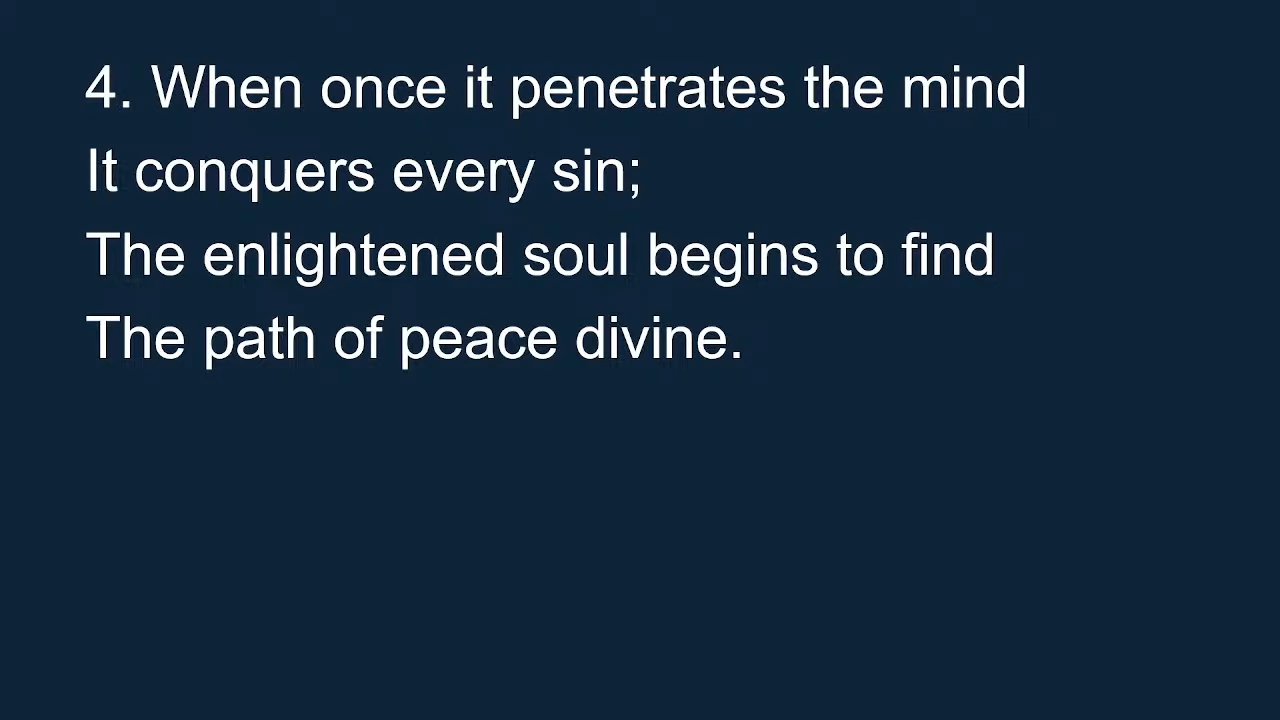 4. When once it penetrates the mind
It conquers every sin;
The enlightened soul begins to find
The path of peace divine.